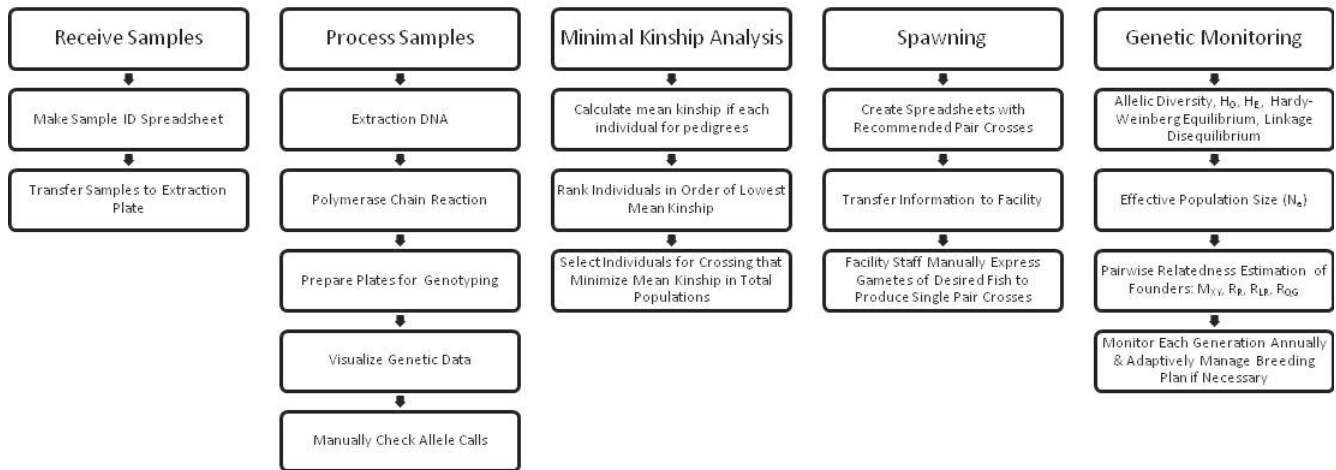 Receive Samples
Make Sample ID Spreadsheet
Transfer Samples to Extraction
Plate
Process Samples
Extraction DNA
Polymerase Chain Reaction
Prepare Plates for Genotyping
Visualize Genetic Data
Manually Check Allele Calls
Minimal Kinship Analysis
Calculate mean kinship if each
individual for pedigrees
Rank Individuals in Order of Lowest
Mean Kinship
Select Individuals for Crossing that
Minimize Mean Kinship in Total
Populations
Spawning
Create Spreadsheets with
Recommended Pair Crosses
Transfer Information to Facility
Facility Staff Manually Express
Gametes of Desired Fish to
Produce Single Pair Crosses
Genetic Monitoring
Allelic Diversity, HO, HE, Hardy-
Weinberg Equilibrium, Linkage
Disequilibrium
Effective Population Size (Ne)
Pairwise Relatedness Estimation of
Founders: MXY, RR, RLR, RQG
Monitor Each Generation Annually
& Adaptively Manage Breeding
Plan if Necessary